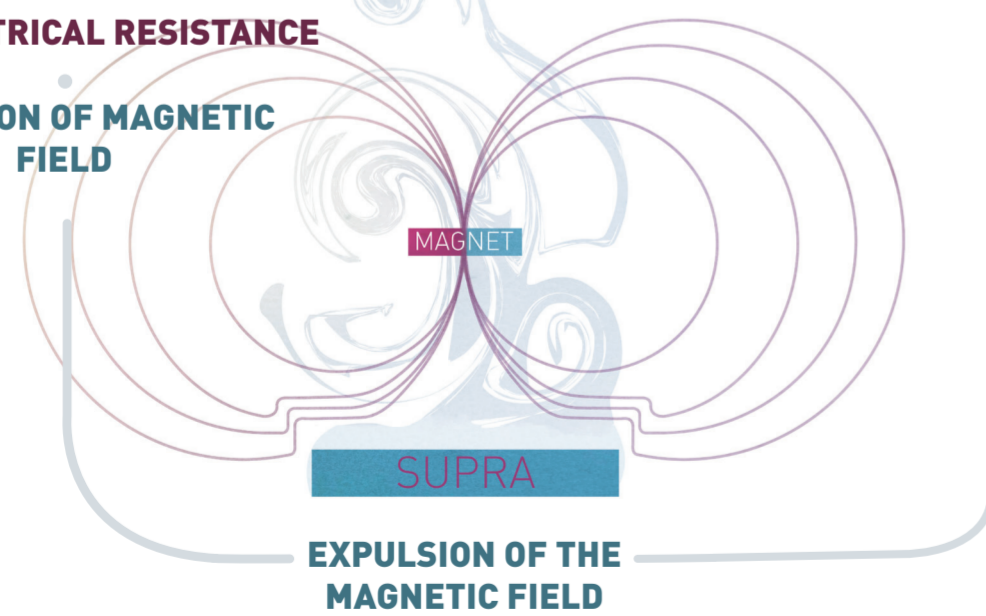 TRICAL RESISTANCE
ON OF MAGNETIC
FIELD
MAGNET
SUPRA
EXPULSION OF THE
MAGNETIC FIELD